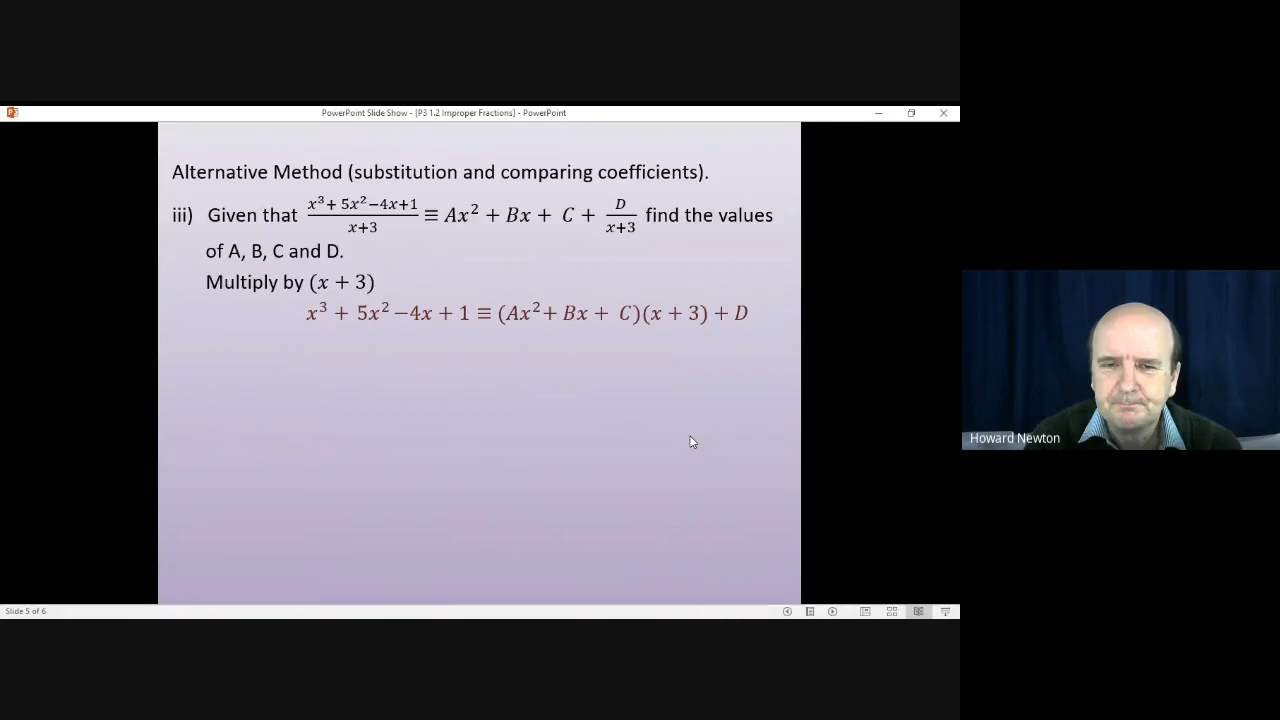 PowerPoint Slide Show - [P3 1.2 Improper Fractions] - PowerPoint
Alternative Method (substitution and comparing coefficients).
iii) Given that (x³ + 5x² −4x+1)/(x+3) ≡ Ax² + Bx + C + D/(x+3) find the values
of A, B, C and D.
Multiply by (x + 3)
x³ + 5x² −4x + 1 ≡ (Ax² + Bx + C)(x + 3) + D
Howard Newton
Slide 5 of 6